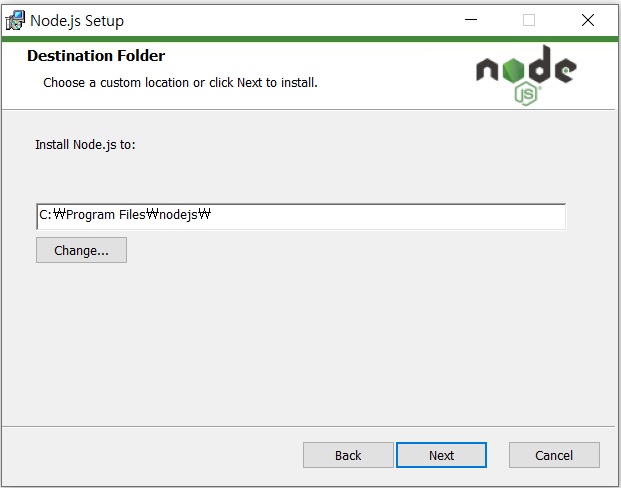 Node.js Setup
Destination Folder
Choose a custom location or click Next to install.
node
JS
Install Node.js to:
C:₩Program Files₩nodejs₩
Change...
Back
Next
Cancel